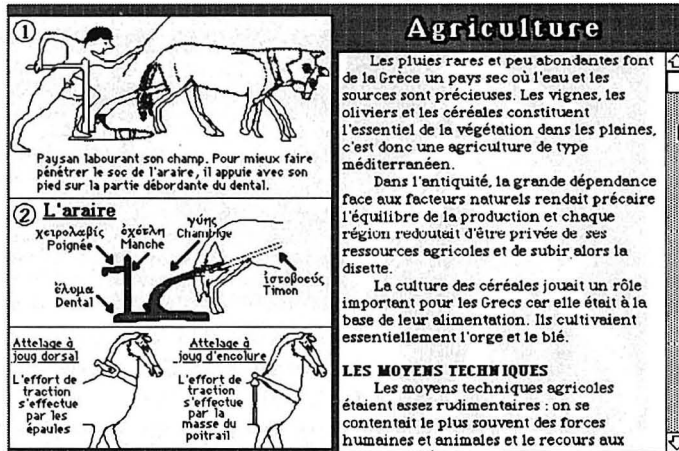 ①
Paysan labourant son champ. Pour mieux faire
pénétrer le soc de l'araire, il appuie avec son
pied sur la partie débordante du dental.
② L'araire
χειρολαβίς
Poignée
ἐχέτλη
Manche
γύης
Chambige
ἱστοβοεύς
Timon
ἔλυμα
Dental
Attelage à
joug dorsal
L'effort de
traction
s'effectue
par les
épaules
Attelage à
joug d'encolure
L'effort de
traction
s'effectue
par la
masse du
poitrail
Agriculture
Les pluies rares et peu abondantes font
de la Grèce un pays sec où l'eau et les
sources sont précieuses. Les vignes, les
oliviers et les céréales constituent
l'essentiel de la végétation dans les plaines,
c'est donc une agriculture de type
méditerranéen.
Dans l'antiquité, la grande dépendance
face aux facteurs naturels rendait précaire
l'équilibre de la production et chaque
région redoutait d'être privée de ses
ressources agricoles et de subir alors la
disette.
La culture des céréales jouait un rôle
important pour les Grecs car elle était à la
base de leur alimentation. Ils cultivaient
essentiellement l'orge et le blé.
LES MOYENS TECHNIQUES
Les moyens techniques agricoles
étaient assez rudimentaires : on se
contentait le plus souvent des forces
humaines et animales et le recours aux